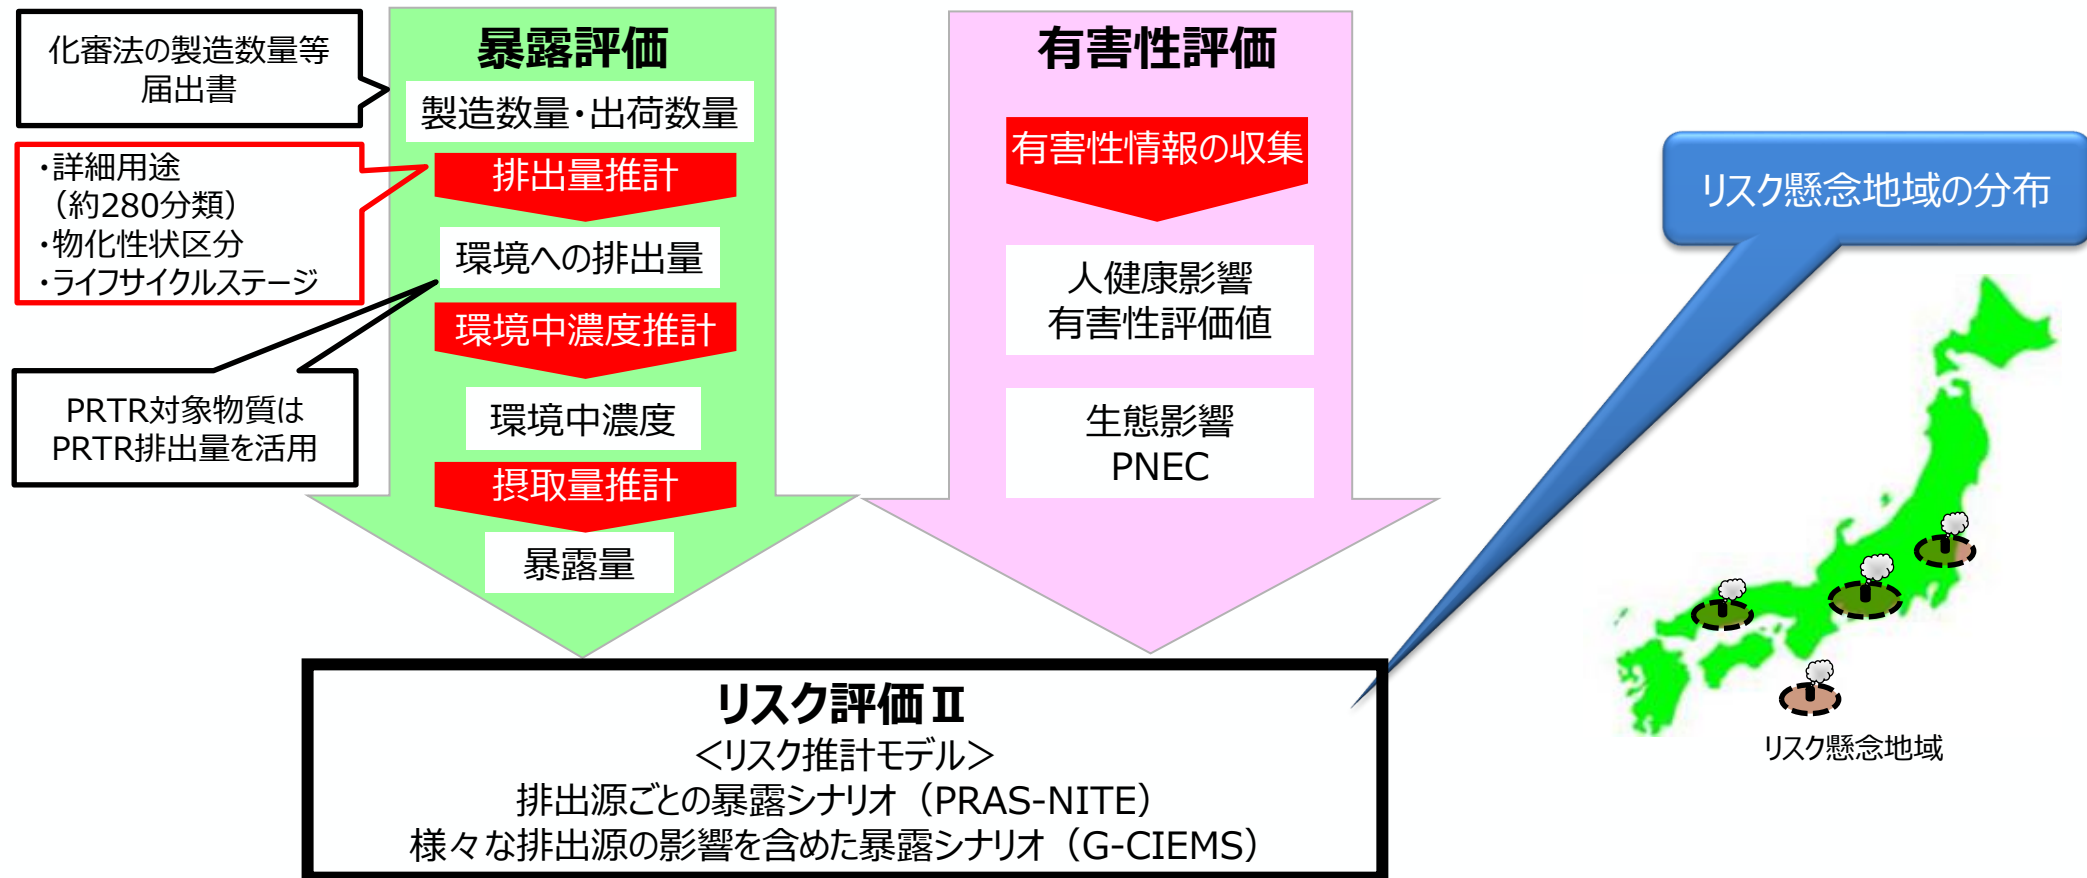 化審法の製造数量等
届出書
・詳細用途
（約280分類）
・物化性状区分
・ライフサイクルステージ
PRTR対象物質は
PRTR排出量を活用
暴露評価
製造数量・出荷数量
排出量推計
環境への排出量
環境中濃度推計
環境中濃度
摂取量推計
暴露量
有害性評価
有害性情報の収集
人健康影響
有害性評価値
生態影響
PNEC
リスク評価Ⅱ
＜リスク推計モデル＞
排出源ごとの暴露シナリオ（PRAS-NITE）
様々な排出源の影響を含めた暴露シナリオ（G-CIEMS）
リスク懸念地域の分布
リスク懸念地域